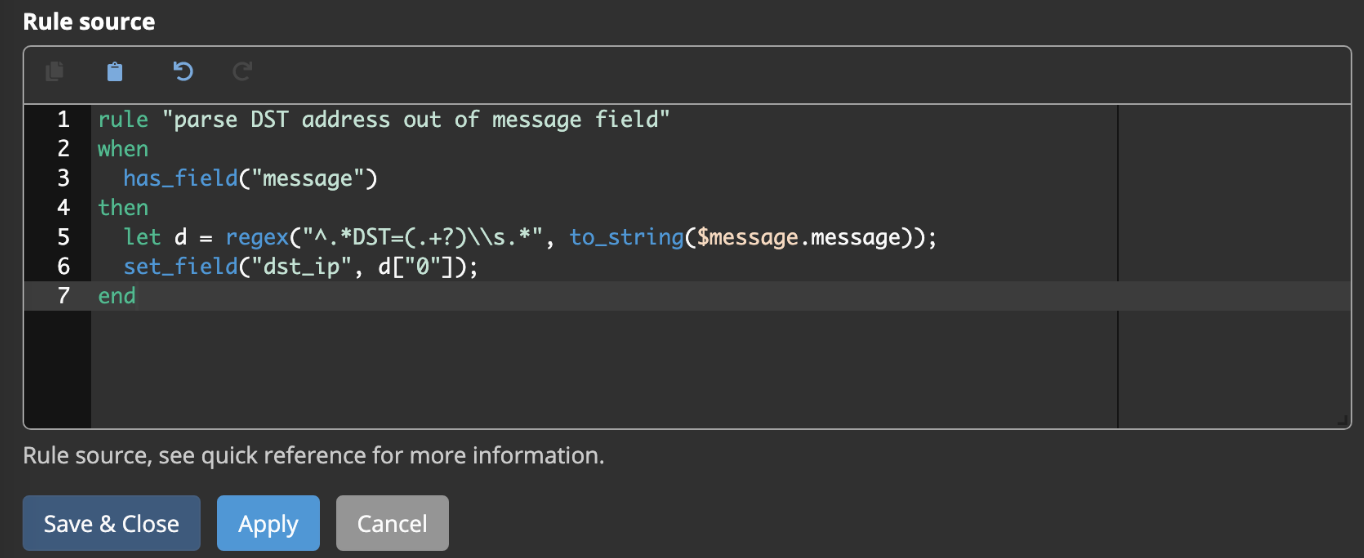 Rule source
1 rule "parse DST address out of message field"
2 when
3 has_field("message")
4 then
5 let d = regex("^.*DST=(.+?)\\s.*", to_string($message.message));
6 set_field("dst_ip", d["0"]);
7 end
Rule source, see quick reference for more information.
Save & Close Apply Cancel